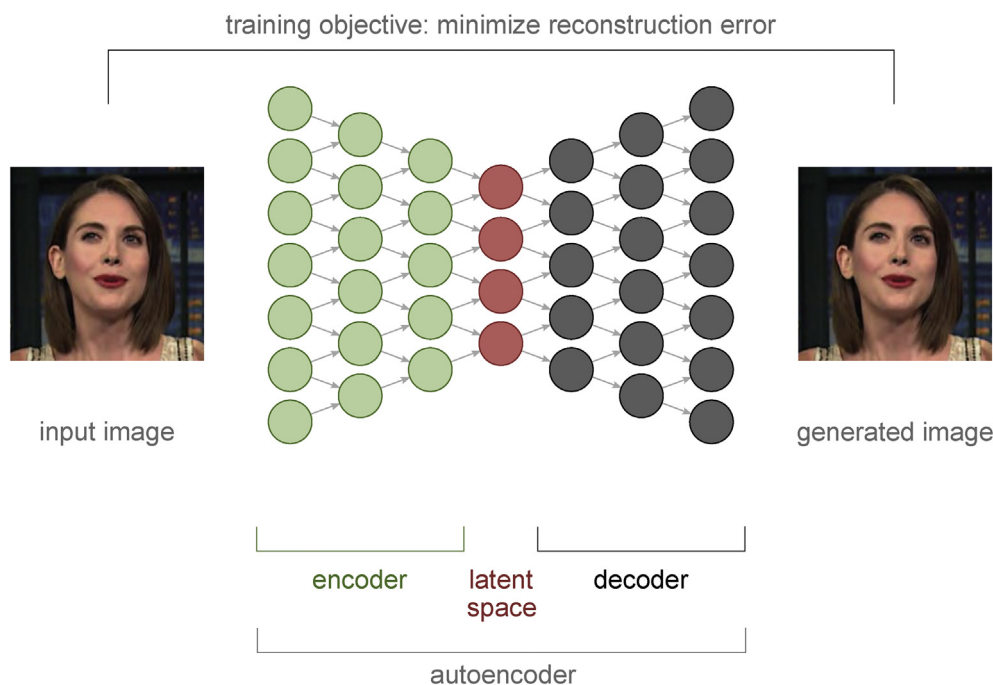 training objective: minimize reconstruction error
input image
generated image
encoder
latent
space
decoder
autoencoder